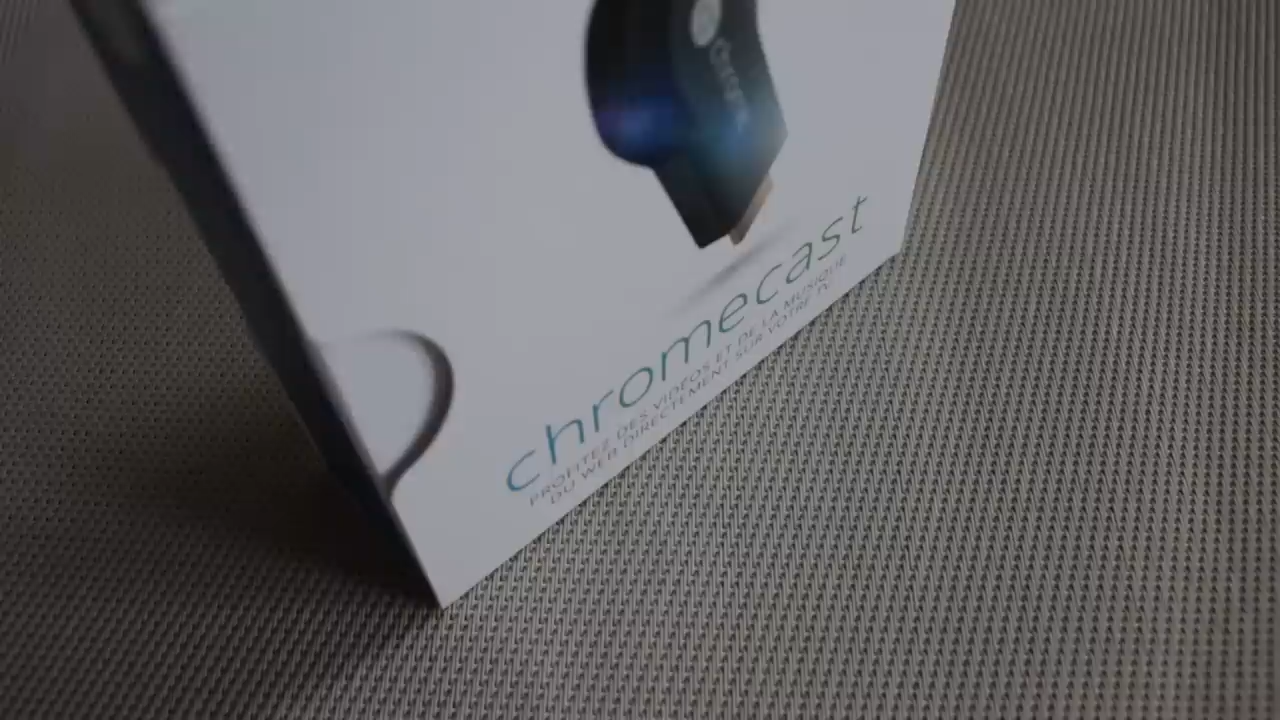 chromecast
PROFITEZ DES VIDÉOS ET DE LA MUSIQUE
DU WEB DIRECTEMENT SUR VOTRE TV